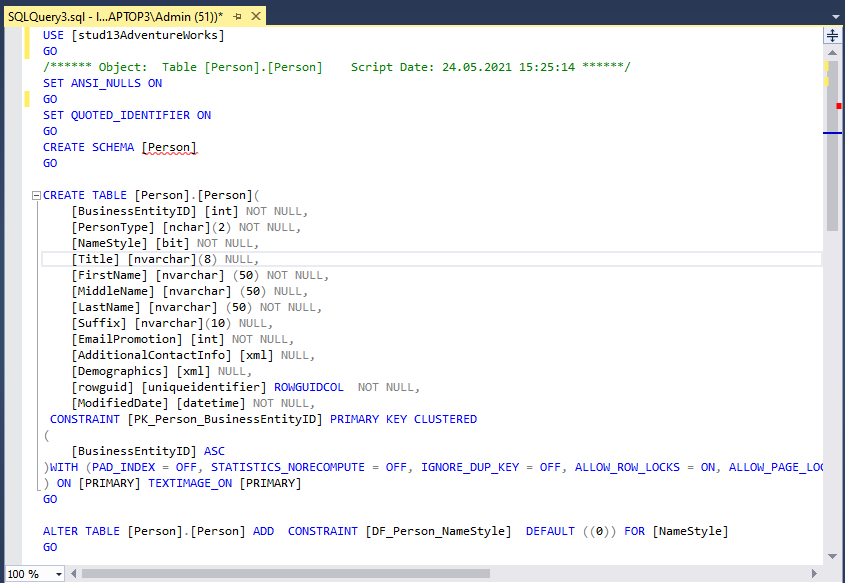 SQLQuery3.sql - I...APTOP3\Admin (51))*
USE [stud13AdventureWorks]
GO
/****** Object:  Table [Person].[Person]    Script Date: 24.05.2021 15:25:14 ******/
SET ANSI_NULLS ON
GO
SET QUOTED_IDENTIFIER ON
GO
CREATE SCHEMA [Person]
GO
CREATE TABLE [Person].[Person](
[BusinessEntityID] [int] NOT NULL,
[PersonType] [nchar](2) NOT NULL,
[NameStyle] [bit] NOT NULL,
[Title] [nvarchar](8) NULL,
[FirstName] [nvarchar] (50) NOT NULL,
[MiddleName] [nvarchar] (50) NULL,
[LastName] [nvarchar] (50) NOT NULL,
[Suffix] [nvarchar](10) NULL,
[EmailPromotion] [int] NOT NULL,
[AdditionalContactInfo] [xml] NULL,
[Demographics] [xml] NULL,
[rowguid] [uniqueidentifier] ROWGUIDCOL  NOT NULL,
[ModifiedDate] [datetime] NOT NULL,
CONSTRAINT [PK_Person_BusinessEntityID] PRIMARY KEY CLUSTERED
(
[BusinessEntityID] ASC
)WITH (PAD_INDEX = OFF, STATISTICS_NORECOMPUTE = OFF, IGNORE_DUP_KEY = OFF, ALLOW_ROW_LOCKS = ON, ALLOW_PAGE_LOC
) ON [PRIMARY] TEXTIMAGE_ON [PRIMARY]
GO
ALTER TABLE [Person].[Person] ADD  CONSTRAINT [DF_Person_NameStyle]  DEFAULT ((0)) FOR [NameStyle]
GO
100 %